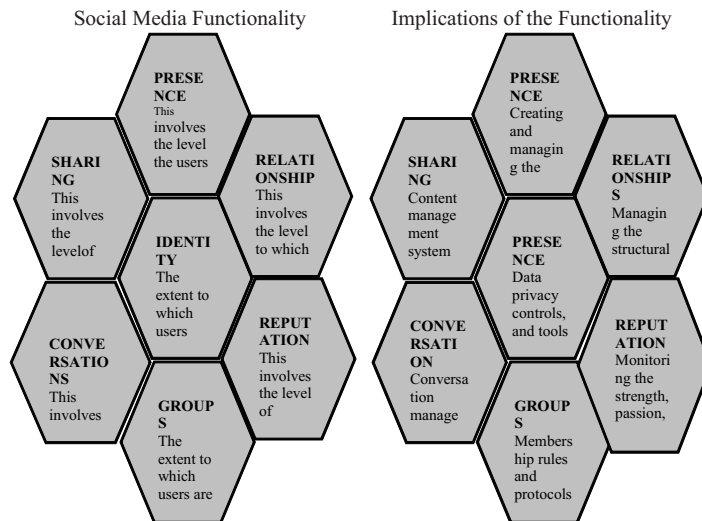 Social Media Functionality
PRESE
NCE
This
involves
the level
the users
SHARI
NG
This
involves
the
levelof
RELATI
ONSHIP
This
involves
the level
to which
IDENTI
TY
The
extent to
which
users
CONVE
RSATIO
NS
This
involves
REPUT
ATION
This
involves
the level
of
GROUP
S
The
extent to
which
users are
Implications of the Functionality
PRESE
NCE
Creating
and
managin
g the
SHARI
NG
Content
manage
ment
system
RELATI
ONSHIP
S
Managin
g the
structural
PRESE
NCE
Data
privacy
controls,
and tools
CONVE
RSATI
ON
Conversa
tion
manage
REPUT
ATION
Monitori
ng the
strength,
passion,
GROUP
S
Members
hip rules
and
protocols